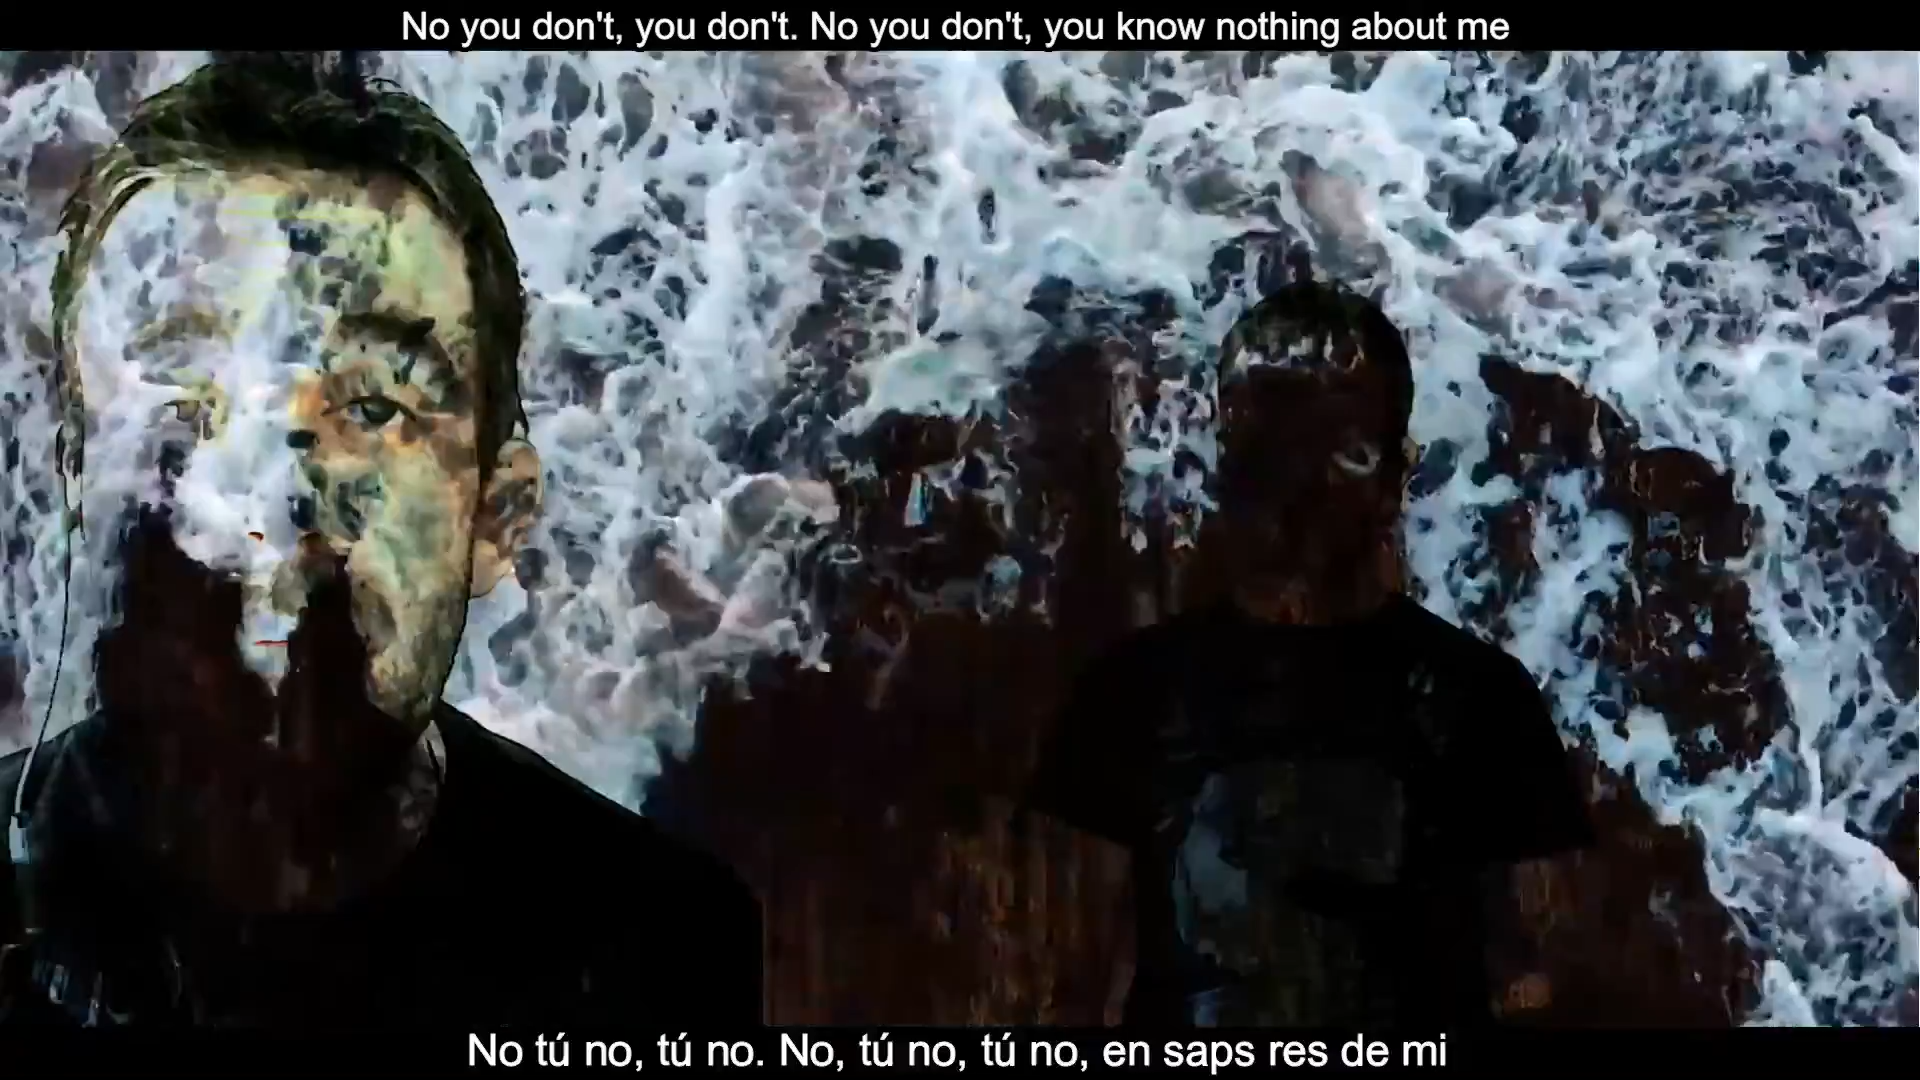 No you don't, you don't. No you don't, you know nothing about me
No tú no, tú no. No, tú no, tú no, en saps res de mi